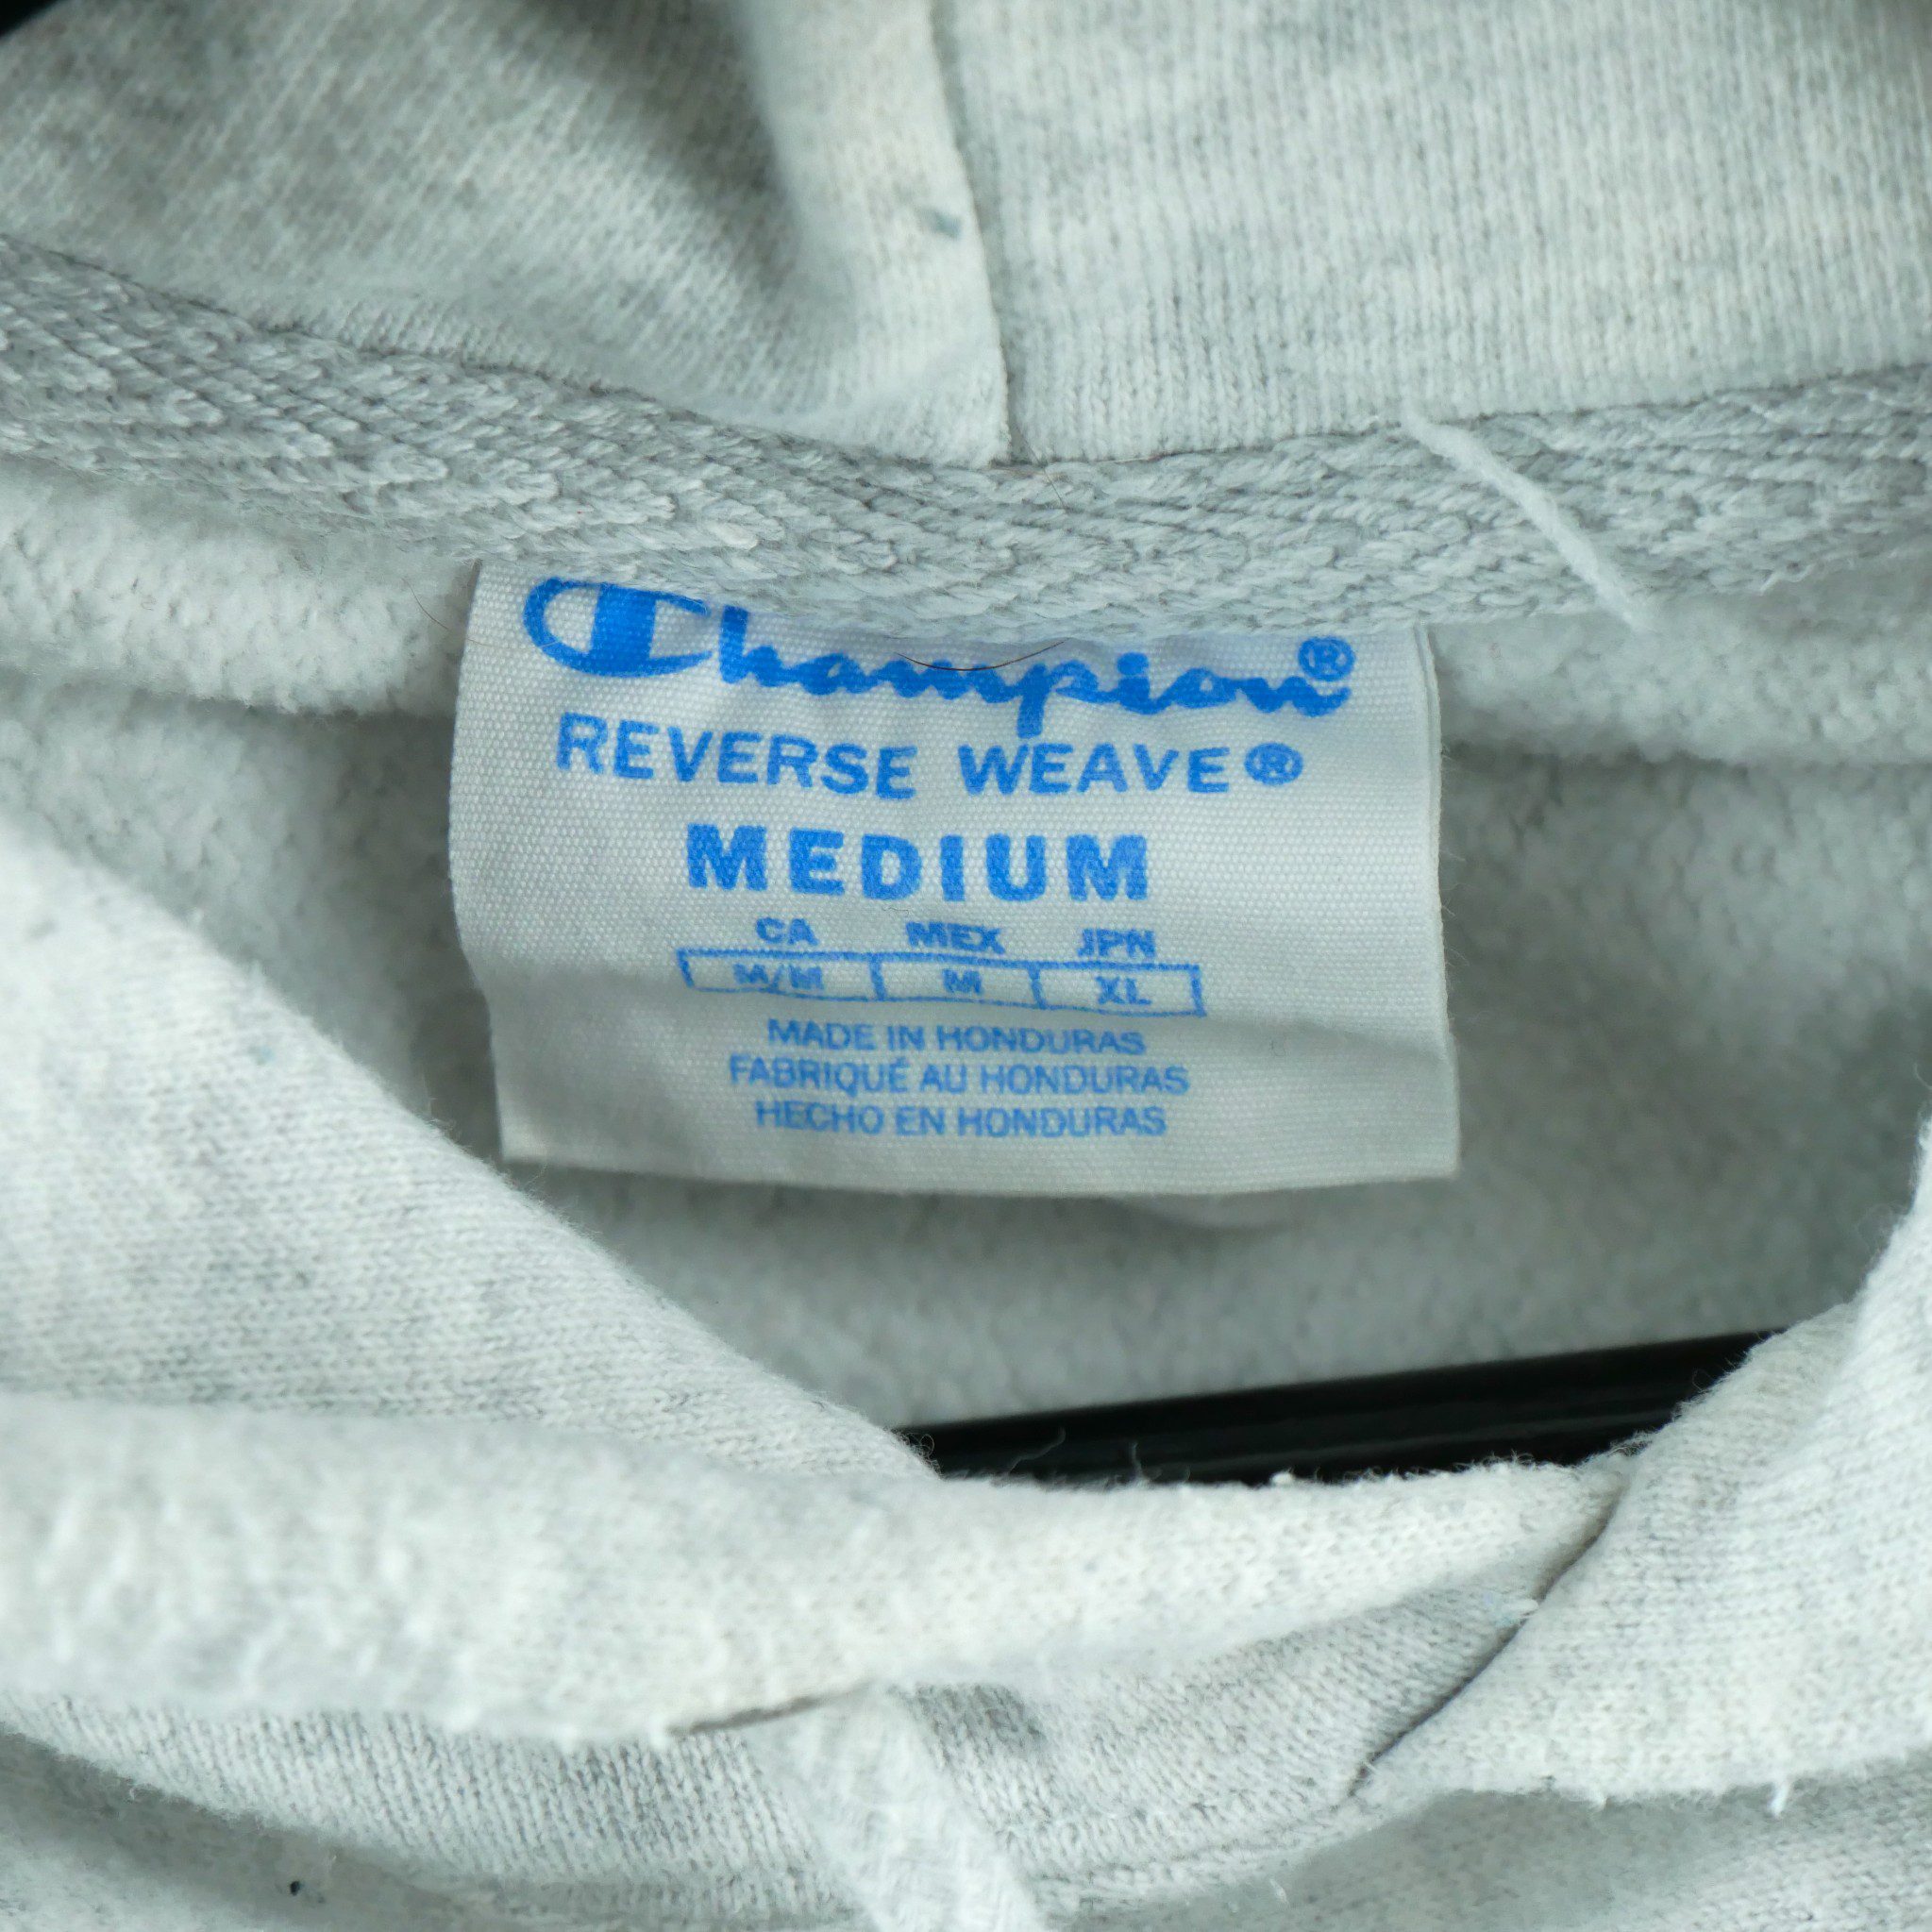 Champion®
REVERSE WEAVE®
MEDIUM
CA MEX JPN
M/M M XL
MADE IN HONDURAS
FABRIQUÉ AU HONDURAS
HECHO EN HONDURAS